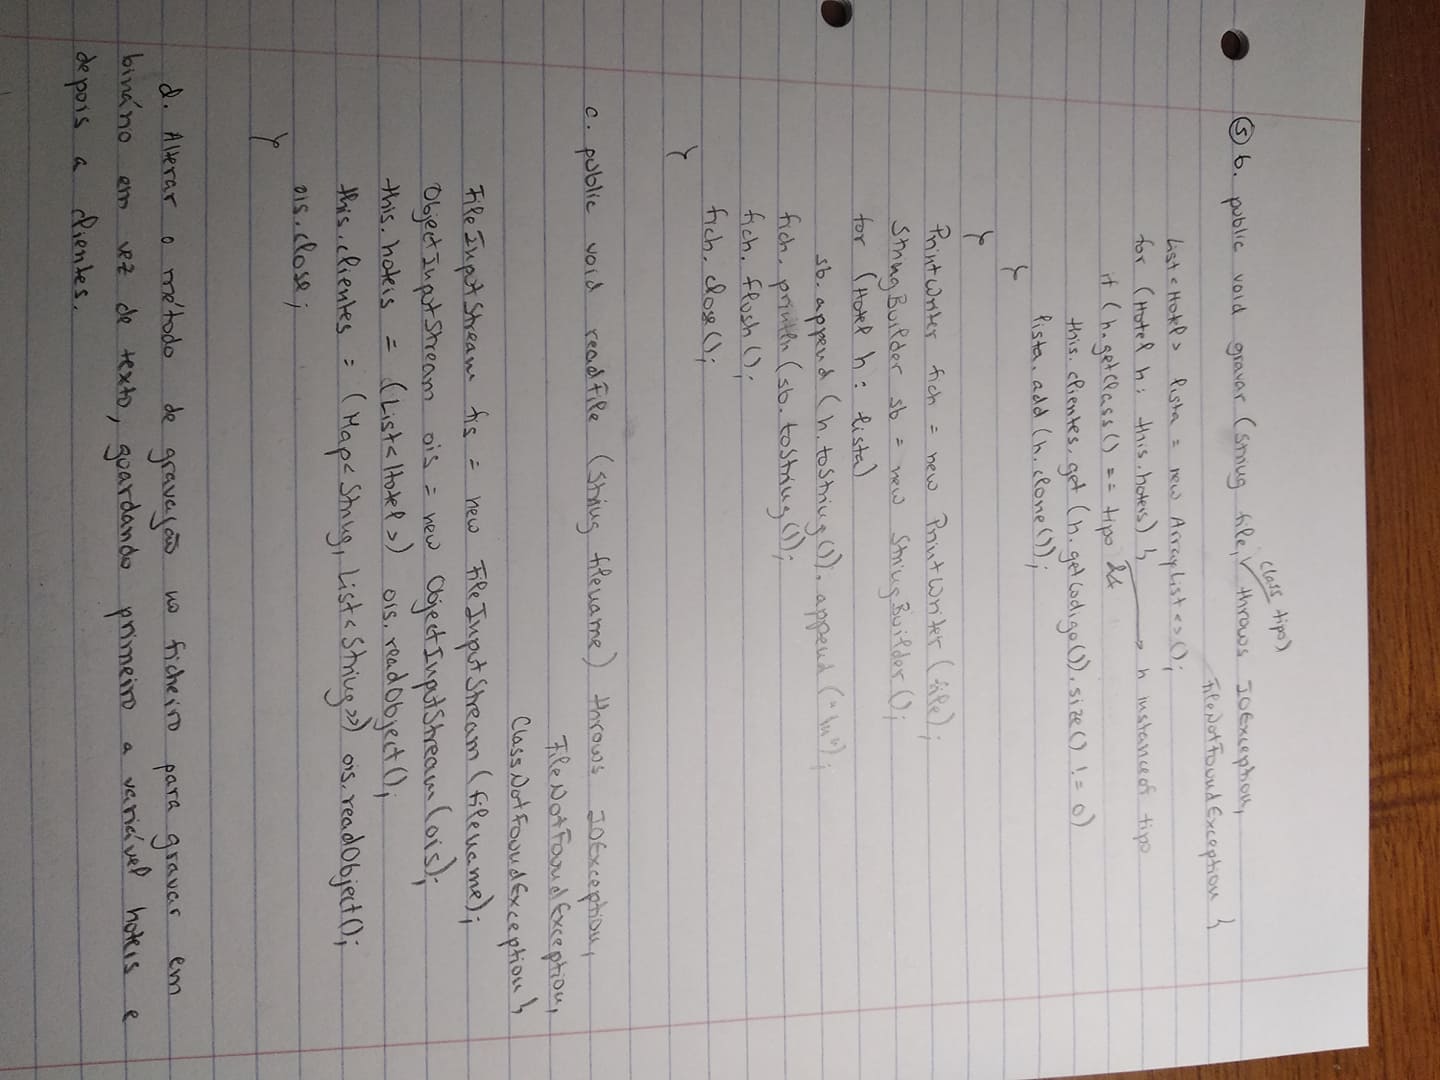 class tipo)
⑤ b. public void gravar (String file, throws IOException,
FileNotFoundException {
List<Hotel> lista = new ArrayList<>();
for (Hotel h: this.hoteis) { → h instanceof tipo
if (h.getClass() == tipo &&
this.clientes.get(h.getCodigo()).size() != 0)
lista.add(h.clone());
}
}
PrintWriter fich = new PrintWriter(file);
StringBuilder sb = new StringBuilder();
for (Hotel h: lista)
sb.append(h.toString()).append("\n");
fich.println(sb.toString());
fich.flush();
fich.close();
}
c. public void readFile (String filename) throws IOException,
FileNotFoundException,
ClassNotFoundException {
FileInputStream fis = new FileInputStream(filename);
ObjectInputStream ois = new ObjectInputStream(ois);
this.hoteis = (List<Hotel>) ois.readObject();
this.clientes = (Map<String, List<String>>) ois.readObject();
ois.close;
}
d. Alterar o método de gravação no ficheiro para gravar em
binário em vez de texto, guardando primeiro a variável hoteis e
depois a clientes.